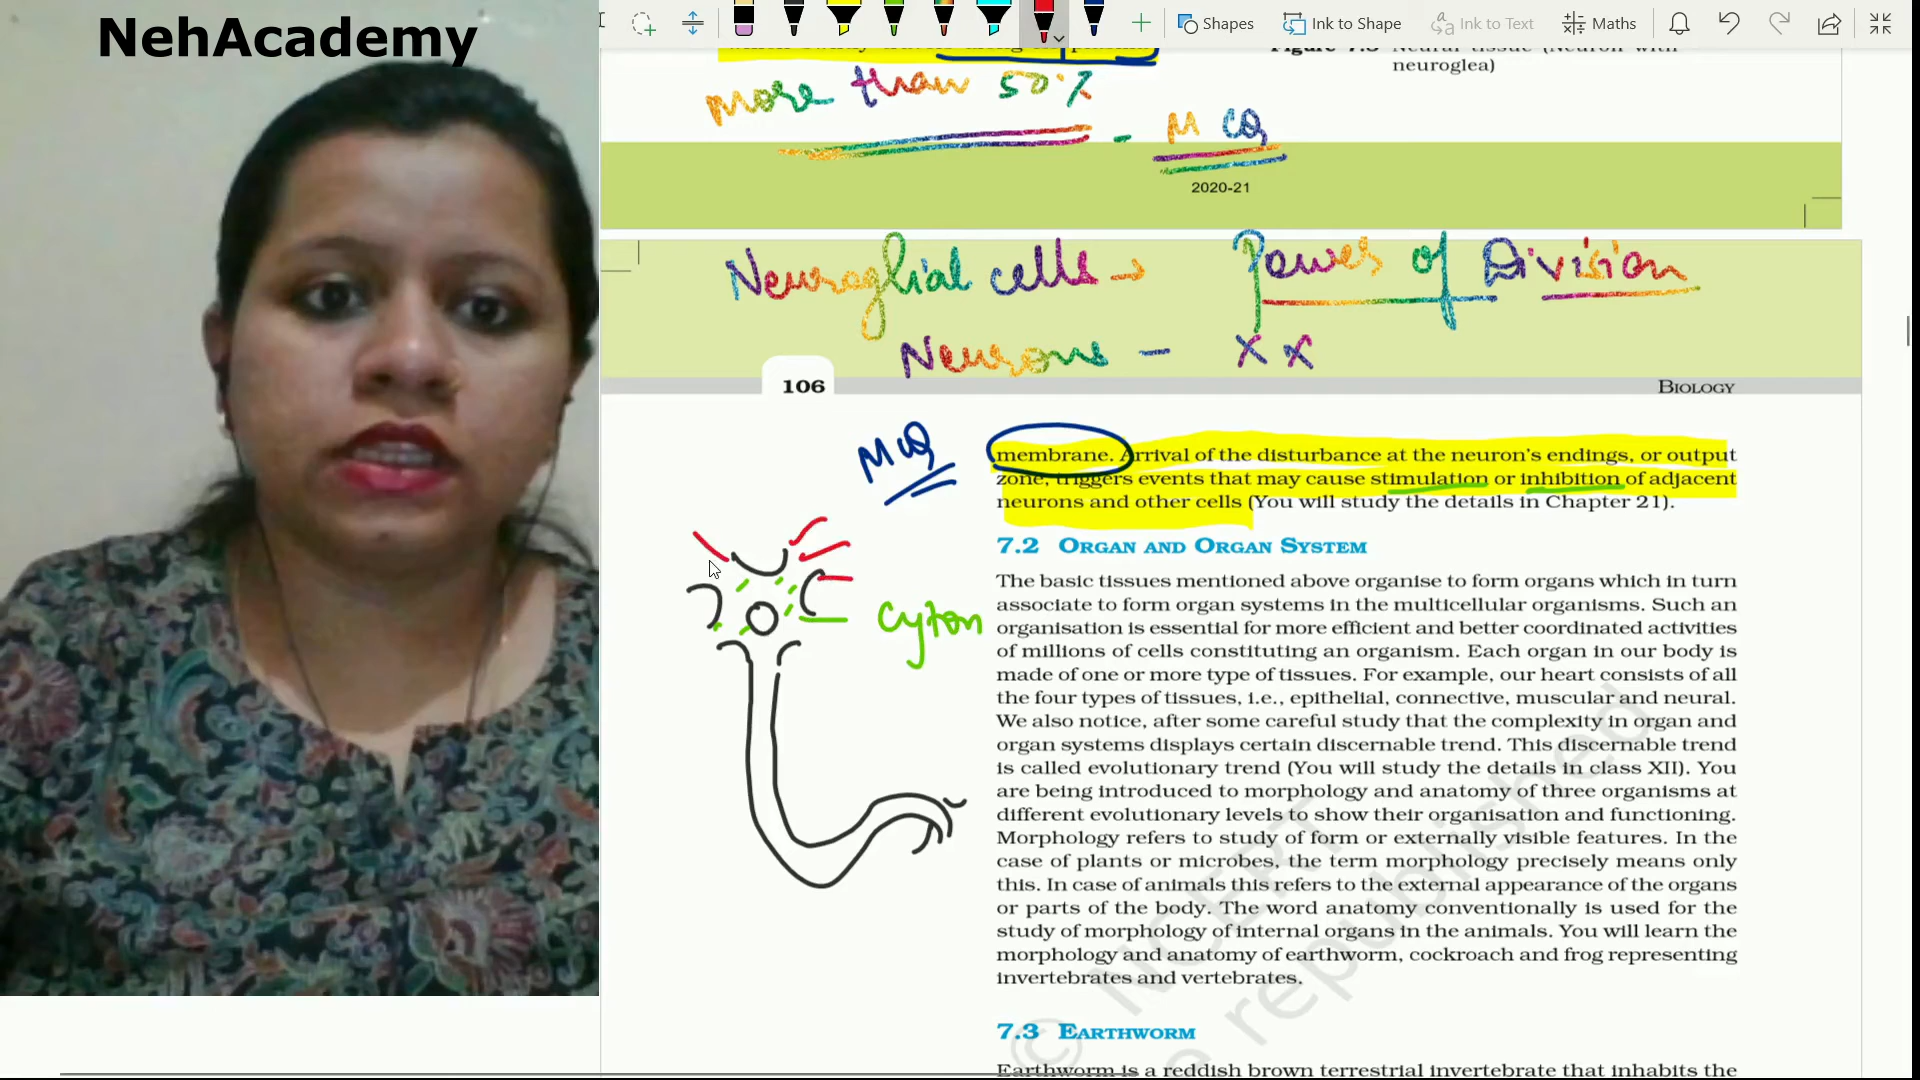 NehAcademy
Shapes Ink to Shape Ink to Text Maths
neuroglea)
more than 50% - MCQ
2020-21
Neuroglial cells → Power of Division
Neurons - X X
106 BIOLOGY
MCQ
membrane. Arrival of the disturbance at the neuron's endings, or output
zone, triggers events that may cause stimulation or inhibition of adjacent
neurons and other cells (You will study the details in Chapter 21).
7.2 ORGAN AND ORGAN SYSTEM
The basic tissues mentioned above organise to form organs which in turn
associate to form organ systems in the multicellular organisms. Such an
organisation is essential for more efficient and better coordinated activities
of millions of cells constituting an organism. Each organ in our body is
made of one or more type of tissues. For example, our heart consists of all
the four types of tissues, i.e., epithelial, connective, muscular and neural.
We also notice, after some careful study that the complexity in organ and
organ systems displays certain discernable trend. This discernable trend
is called evolutionary trend (You will study the details in class XII). You
are being introduced to morphology and anatomy of three organisms at
different evolutionary levels to show their organisation and functioning.
Morphology refers to study of form or externally visible features. In the
case of plants or microbes, the term morphology precisely means only
this. In case of animals this refers to the external appearance of the organs
or parts of the body. The word anatomy conventionally is used for the
study of morphology of internal organs in the animals. You will learn the
morphology and anatomy of earthworm, cockroach and frog representing
invertebrates and vertebrates.
Cyton
7.3 EARTHWORM
Earthworm is a reddish brown terrestrial invertebrate that inhabits the
© NCERT
republished